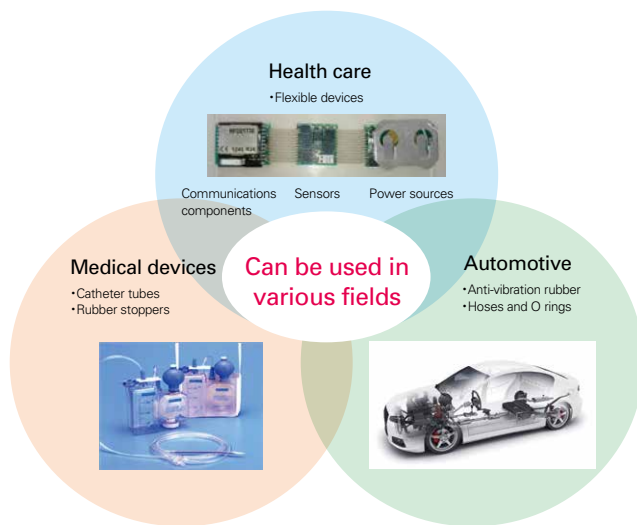 Health care
・Flexible devices
Communications
components
Sensors
Power sources
Can be used in
various fields
Medical devices
・Catheter tubes
・Rubber stoppers
Automotive
・Anti-vibration rubber
・Hoses and O rings